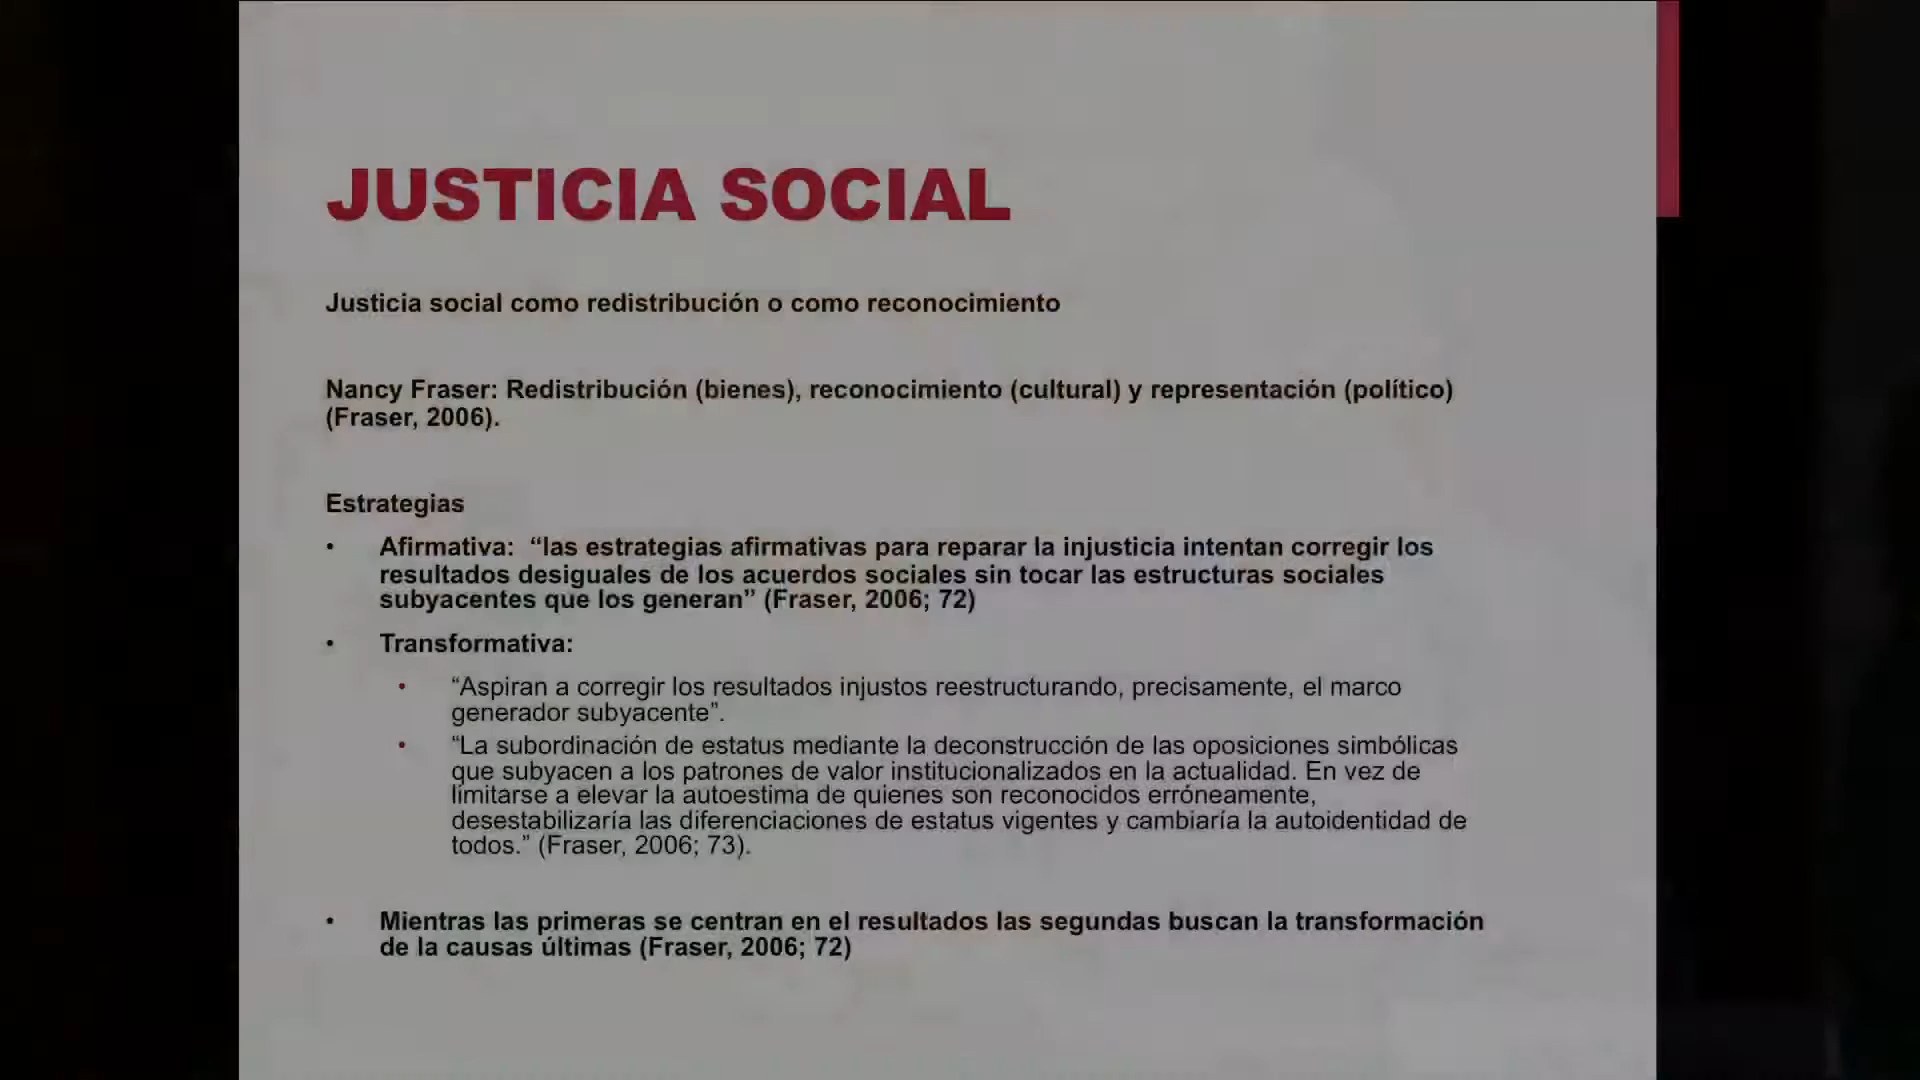 JUSTICIA SOCIAL
Justicia social como redistribución o como reconocimiento
Nancy Fraser: Redistribución (bienes), reconocimiento (cultural) y representación (político)
(Fraser, 2006).
Estrategias
• Afirmativa: “las estrategias afirmativas para reparar la injusticia intentan corregir los
resultados desiguales de los acuerdos sociales sin tocar las estructuras sociales
subyacentes que los generan” (Fraser, 2006; 72)
• Transformativa:
• “Aspiran a corregir los resultados injustos reestructurando, precisamente, el marco
generador subyacente”.
• “La subordinación de estatus mediante la deconstrucción de las oposiciones simbólicas
que subyacen a los patrones de valor institucionalizados en la actualidad. En vez de
limitarse a elevar la autoestima de quienes son reconocidos erróneamente,
desestabilizaría las diferenciaciones de estatus vigentes y cambiaría la autoidentidad de
todos.” (Fraser, 2006; 73).
• Mientras las primeras se centran en el resultados las segundas buscan la transformación
de la causas últimas (Fraser, 2006; 72)